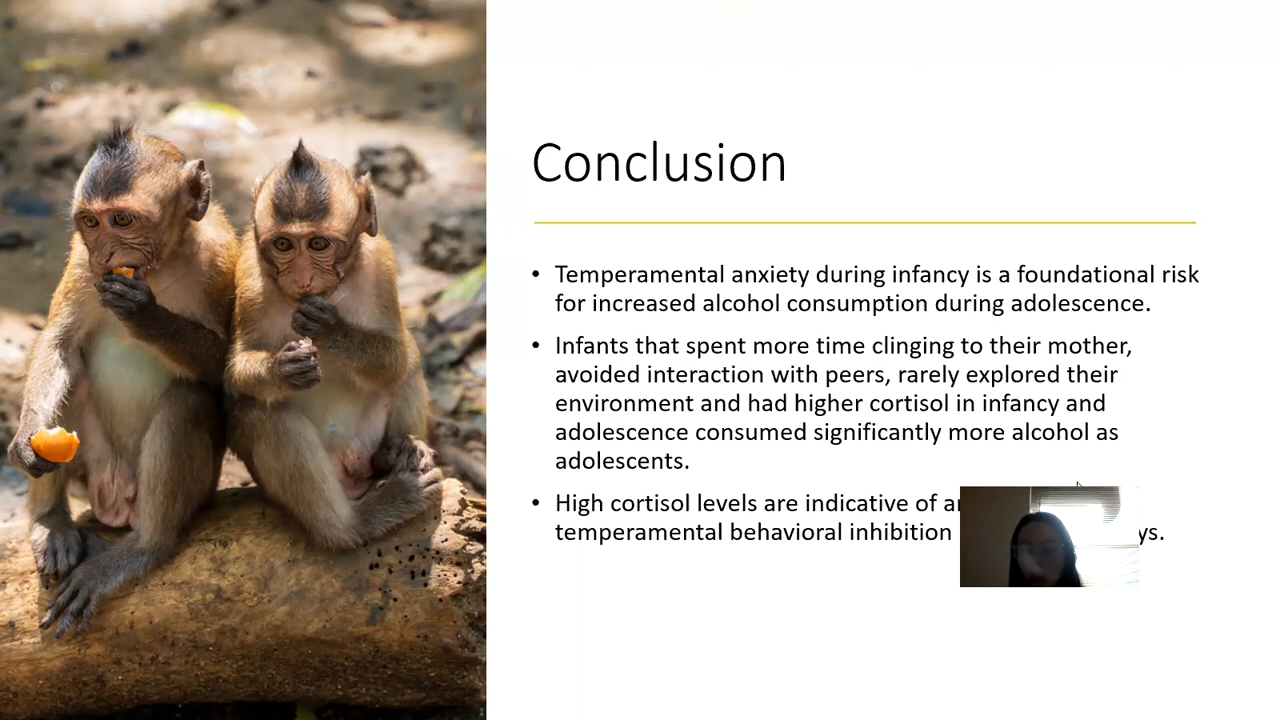 Conclusion
• Temperamental anxiety during infancy is a foundational risk
for increased alcohol consumption during adolescence.
• Infants that spent more time clinging to their mother,
avoided interaction with peers, rarely explored their
environment and had higher cortisol in infancy and
adolescence consumed significantly more alcohol as
adolescents.
• High cortisol levels are indicative of
temperamental behavioral inhibition